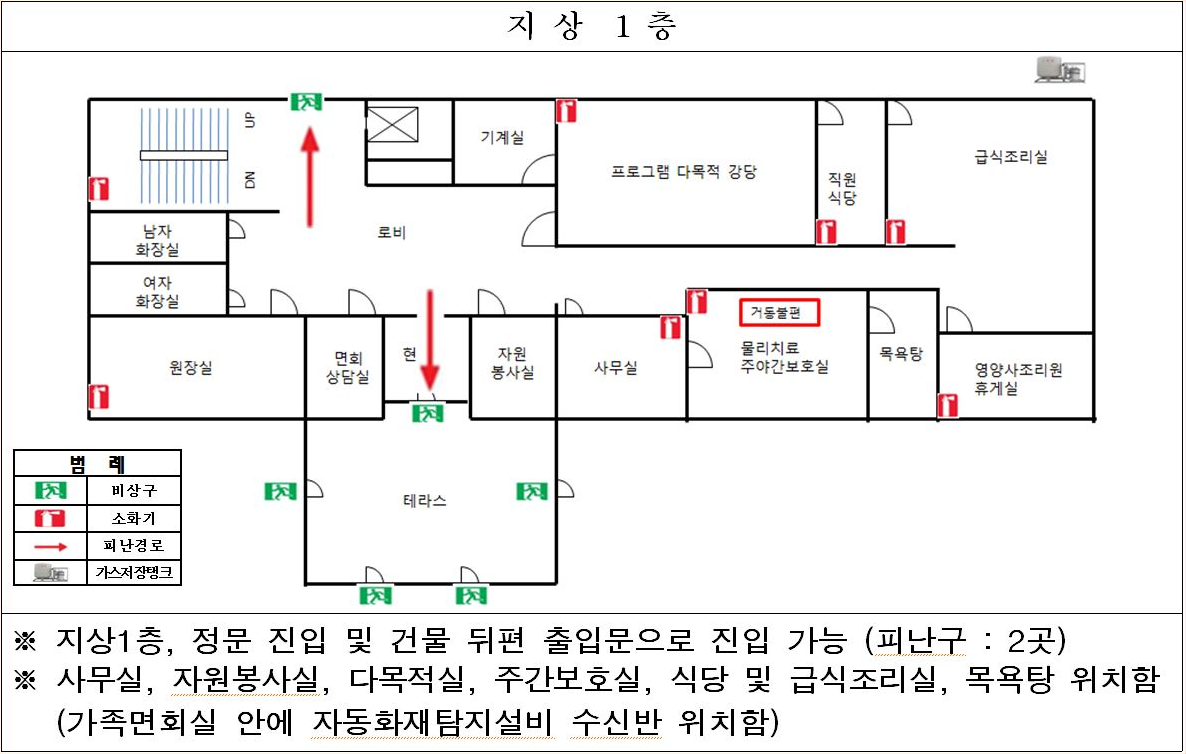 지상 1층
UP
DN
기계실
프로그램 다목적 강당
직원
식당
급식조리실
남자
화장실
로비
여자
화장실
거동불편
원장실
면회
상담실
현
자원
봉사실
사무실
물리치료
주야간보호실
목욕탕
영양사조리원
휴게실
테라스
범 례
비상구
소화기
피난경로
가스저장탱크
※ 지상1층, 정문 진입 및 건물 뒤편 출입문으로 진입 가능 (피난구 : 2곳)
※ 사무실, 자원봉사실, 다목적실, 주간보호실, 식당 및 급식조리실, 목욕탕 위치함
(가족면회실 안에 자동화재탐지설비 수신반 위치함)